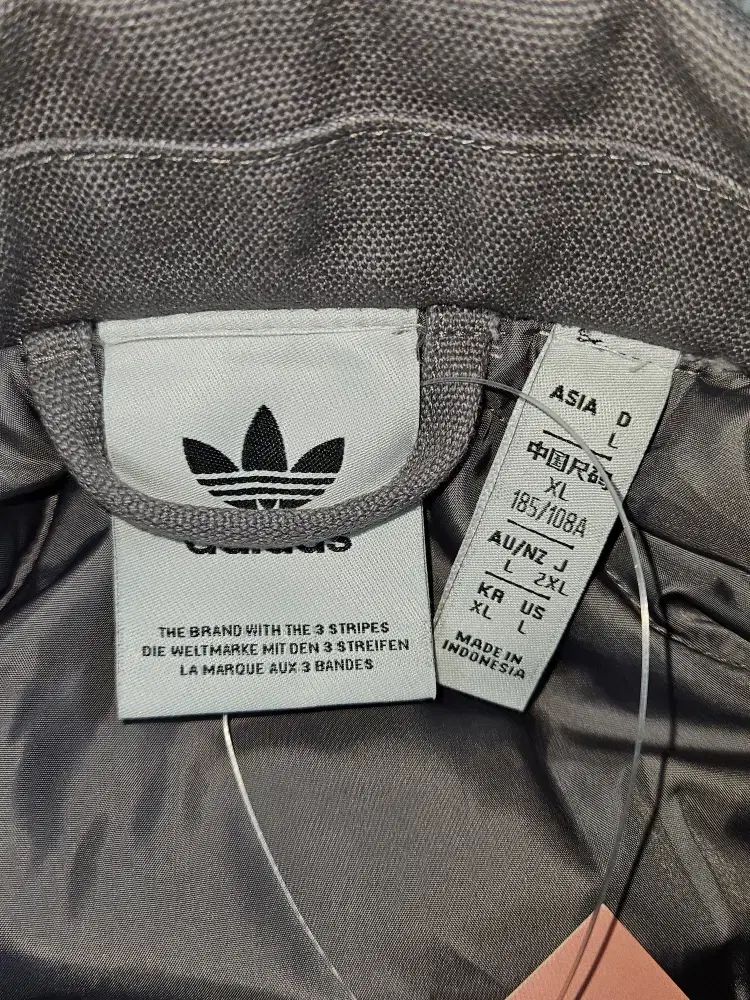 adidas
THE BRAND WITH THE 3 STRIPES
DIE WELTMARKE MIT DEN 3 STREIFEN
LA MARQUE AUX 3 BANDES
ASIA D
L
中国尺码
XL
185/108A
AU/NZ J
L 2XL
KR US
XL L
MADE IN
INDONESIA